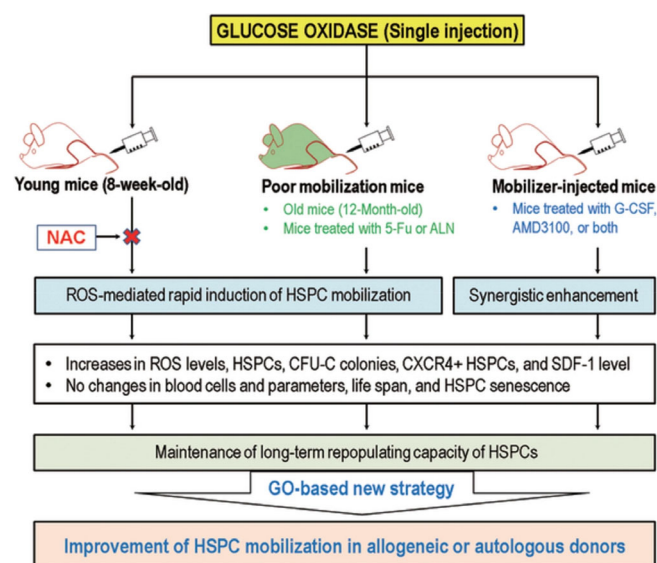 GLUCOSE OXIDASE (Single injection)
Young mice (8-week-old)
NAC
Poor mobilization mice
• Old mice (12-Month-old)
• Mice treated with 5-Fu or ALN
Mobilizer-injected mice
• Mice treated with G-CSF,
AMD3100, or both
ROS-mediated rapid induction of HSPC mobilization
Synergistic enhancement
• Increases in ROS levels, HSPCs, CFU-C colonies, CXCR4+ HSPCs, and SDF-1 level
• No changes in blood cells and parameters, life span, and HSPC senescence
Maintenance of long-term repopulating capacity of HSPCs
GO-based new strategy
Improvement of HSPC mobilization in allogeneic or autologous donors